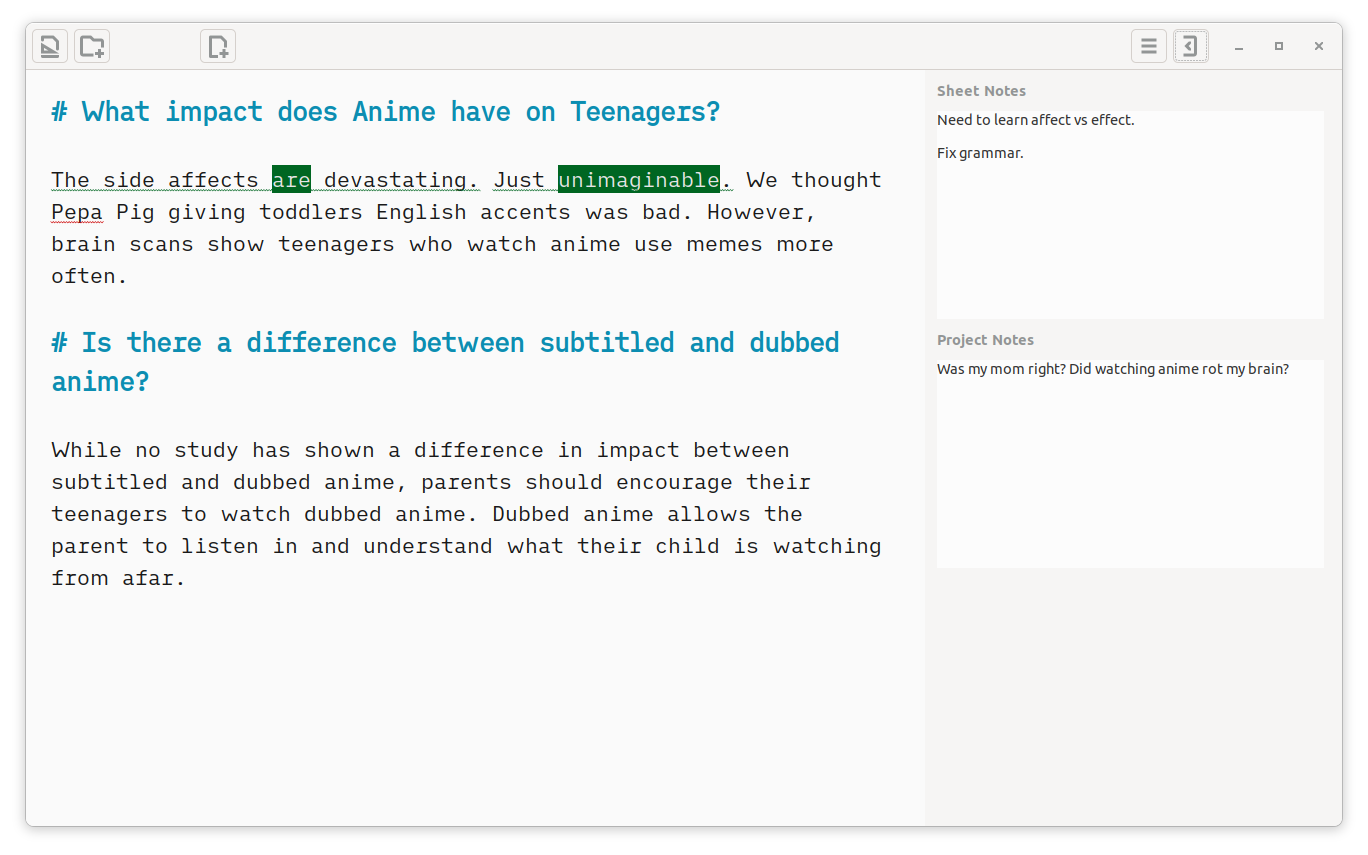 # What impact does Anime have on Teenagers?
The side affects are devastating. Just unimaginable. We thought
Pepa Pig giving toddlers English accents was bad. However,
brain scans show teenagers who watch anime use memes more
often.
# Is there a difference between subtitled and dubbed
anime?
While no study has shown a difference in impact between
subtitled and dubbed anime, parents should encourage their
teenagers to watch dubbed anime. Dubbed anime allows the
parent to listen in and understand what their child is watching
from afar.
Sheet Notes
Need to learn affect vs effect.
Fix grammar.
Project Notes
Was my mom right? Did watching anime rot my brain?